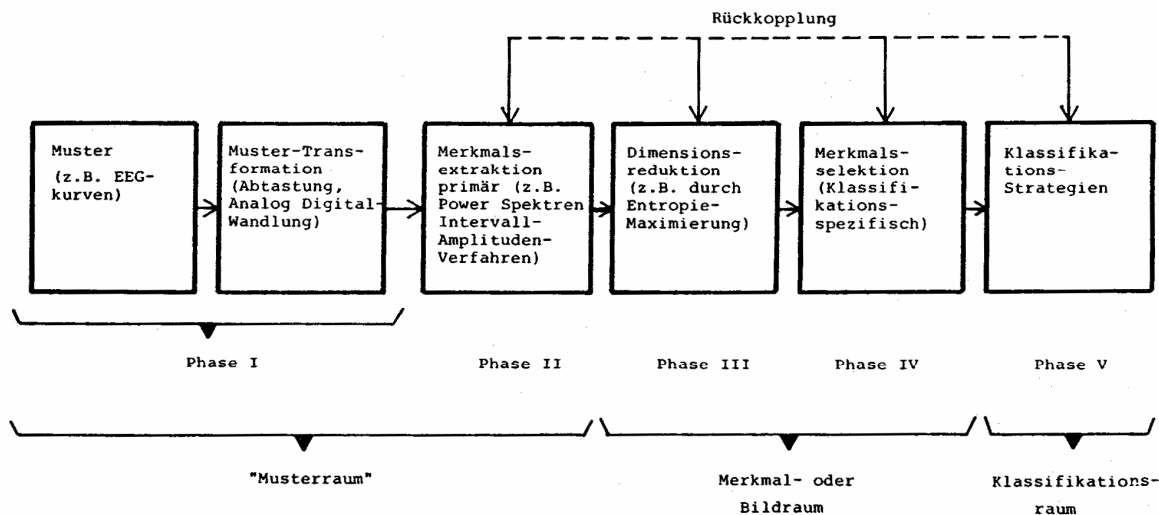 Rückkopplung
Muster
(z.B. EEG-
kurven)
Muster-Trans-
formation
(Abtastung,
Analog Digital-
Wandlung)
Merkmals-
extraktion
primär (z.B.
Power Spektren
Intervall-
Amplituden-
Verfahren)
Dimensions-
reduktion
(z.B. durch
Entropie-
Maximierung)
Merkmals-
selektion
(Klassifi-
kations-
spezifisch)
Klassifika-
tions-
Strategien
Phase I
Phase II
Phase III
Phase IV
Phase V
"Musterraum"
Merkmal- oder
Bildraum
Klassifikations-
raum